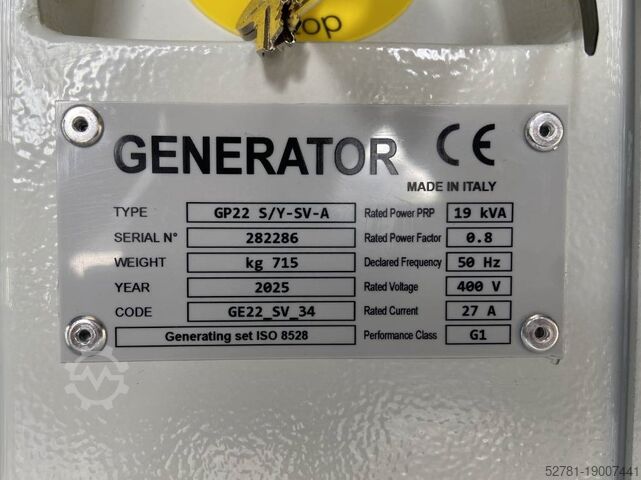 top
GENERATOR CE
MADE IN ITALY
TYPE GP22 S/Y-SV-A Rated Power PRP 19 kVA
SERIAL N° 282286 Rated Power Factor 0.8
WEIGHT kg 715 Declared Frequency 50 Hz
YEAR 2025 Rated Voltage 400 V
CODE GE22_SV_34 Rated Current 27 A
Generating set ISO 8528 Performance Class G1
52781-19007441